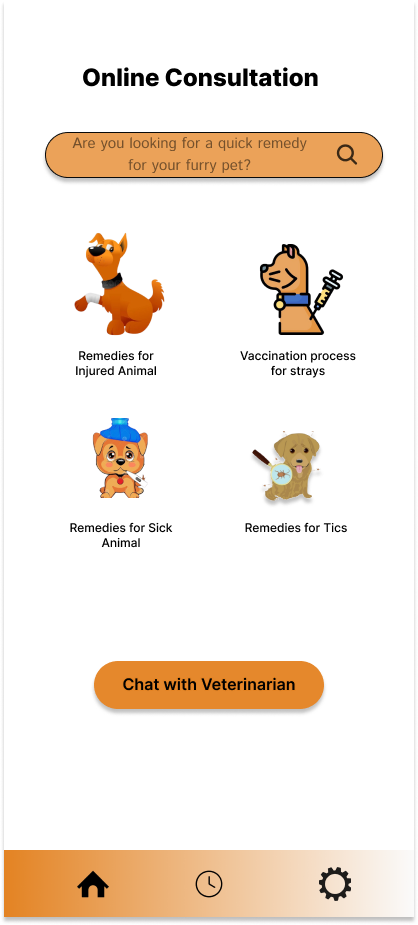 Online Consultation
Are you looking for a quick remedy
for your furry pet?
Remedies for
Injured Animal
Vaccination process
for strays
Remedies for Sick
Animal
Remedies for Tics
Chat with Veterinarian